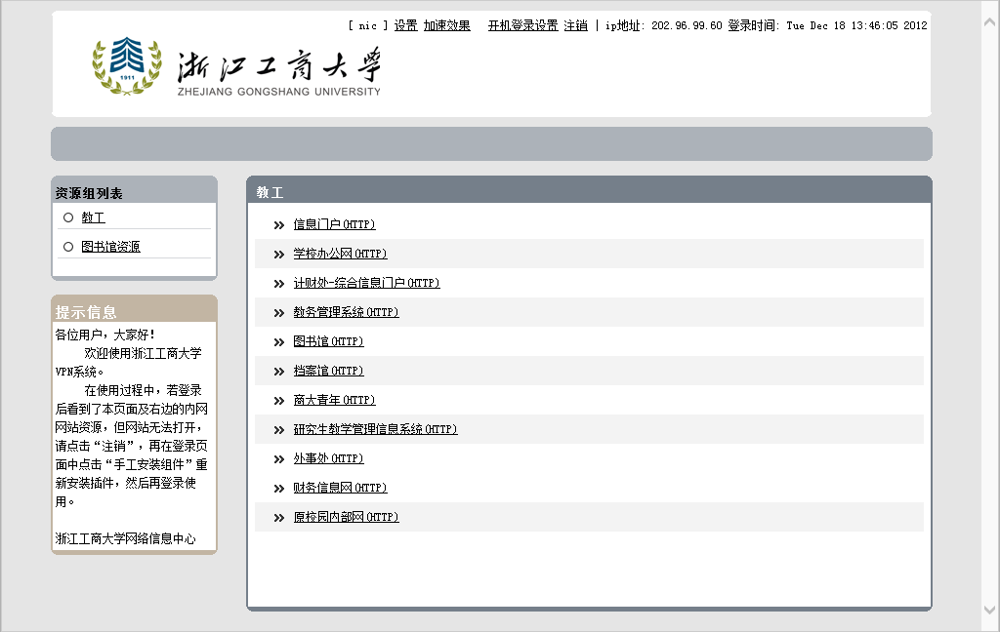 [ nic ] 设置 加速效果 开机登录设置 注销 | ip地址: 202.96.99.60 登录时间: Tue Dec 18 13:46:05 2012
1911
浙江工商大学
ZHEJIANG GONGSHANG UNIVERSITY
资源组列表
教工
图书馆资源
提示信息
各位用户，大家好！
欢迎使用浙江工商大学
VPN系统。
在使用过程中，若登录
后看到了本页面及右边的内网
网站资源，但网站无法打开，
请点击“注销”，再在登录页
面中点击“手工安装组件”重
新安装插件，然后再登录使
用。
浙江工商大学网络信息中心
教工
信息门户(HTTP)
学校办公网(HTTP)
计财处-综合信息门户(HTTP)
教务管理系统(HTTP)
图书馆(HTTP)
档案馆(HTTP)
商大青年(HTTP)
研究生教学管理信息系统(HTTP)
外事处(HTTP)
财务信息网(HTTP)
原校园内部网(HTTP)